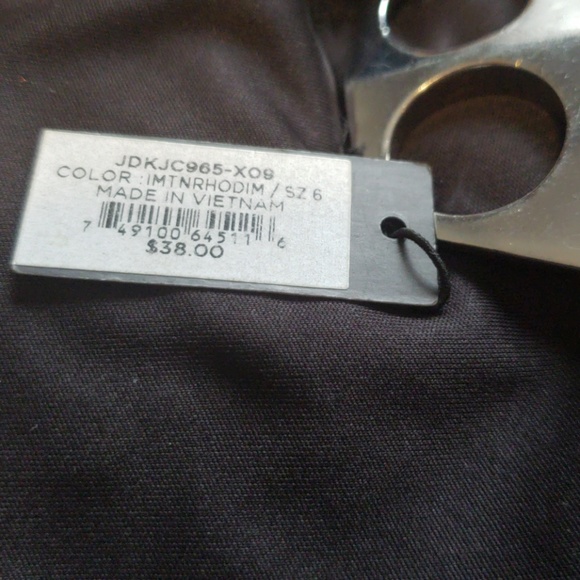 JDKJC965-X09
COLOR : IMTNRHODIM / SZ 6
MADE IN VIETNAM
7 49100 64511 6
$38.00